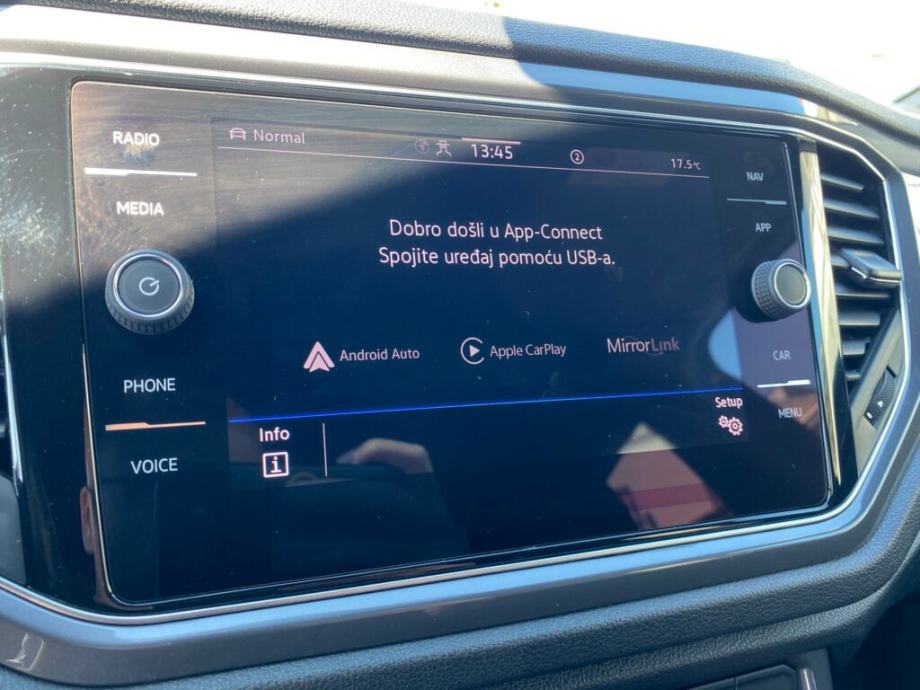 RADIO
MEDIA
PHONE
VOICE
Normal
13:45
2
17.5°C
Dobro došli u App-Connect
Spojite uređaj pomoću USB-a.
Android Auto
Apple CarPlay
MirrorLink
Info
i
Setup
NAV
APP
CAR
MENU